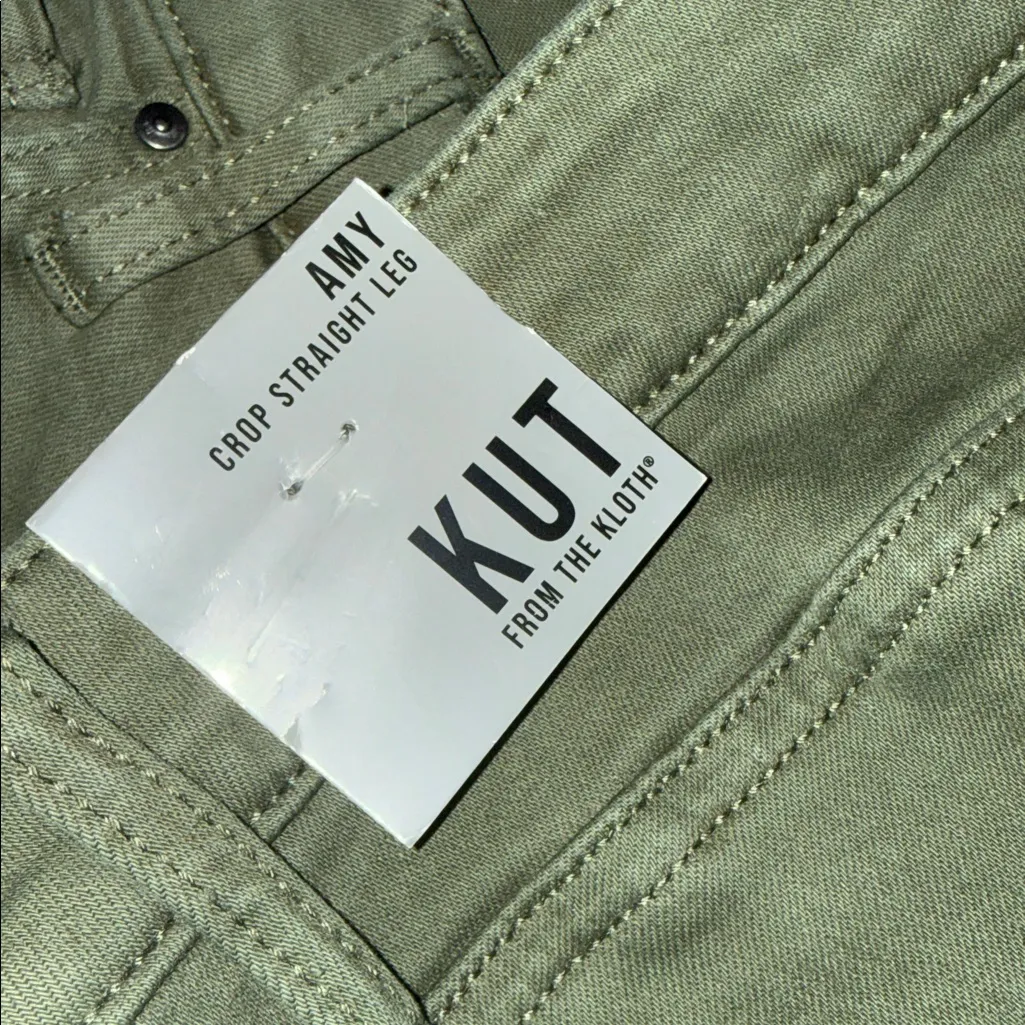 AMY
CROP STRAIGHT LEG
KUT
FROM THE KLOTH®